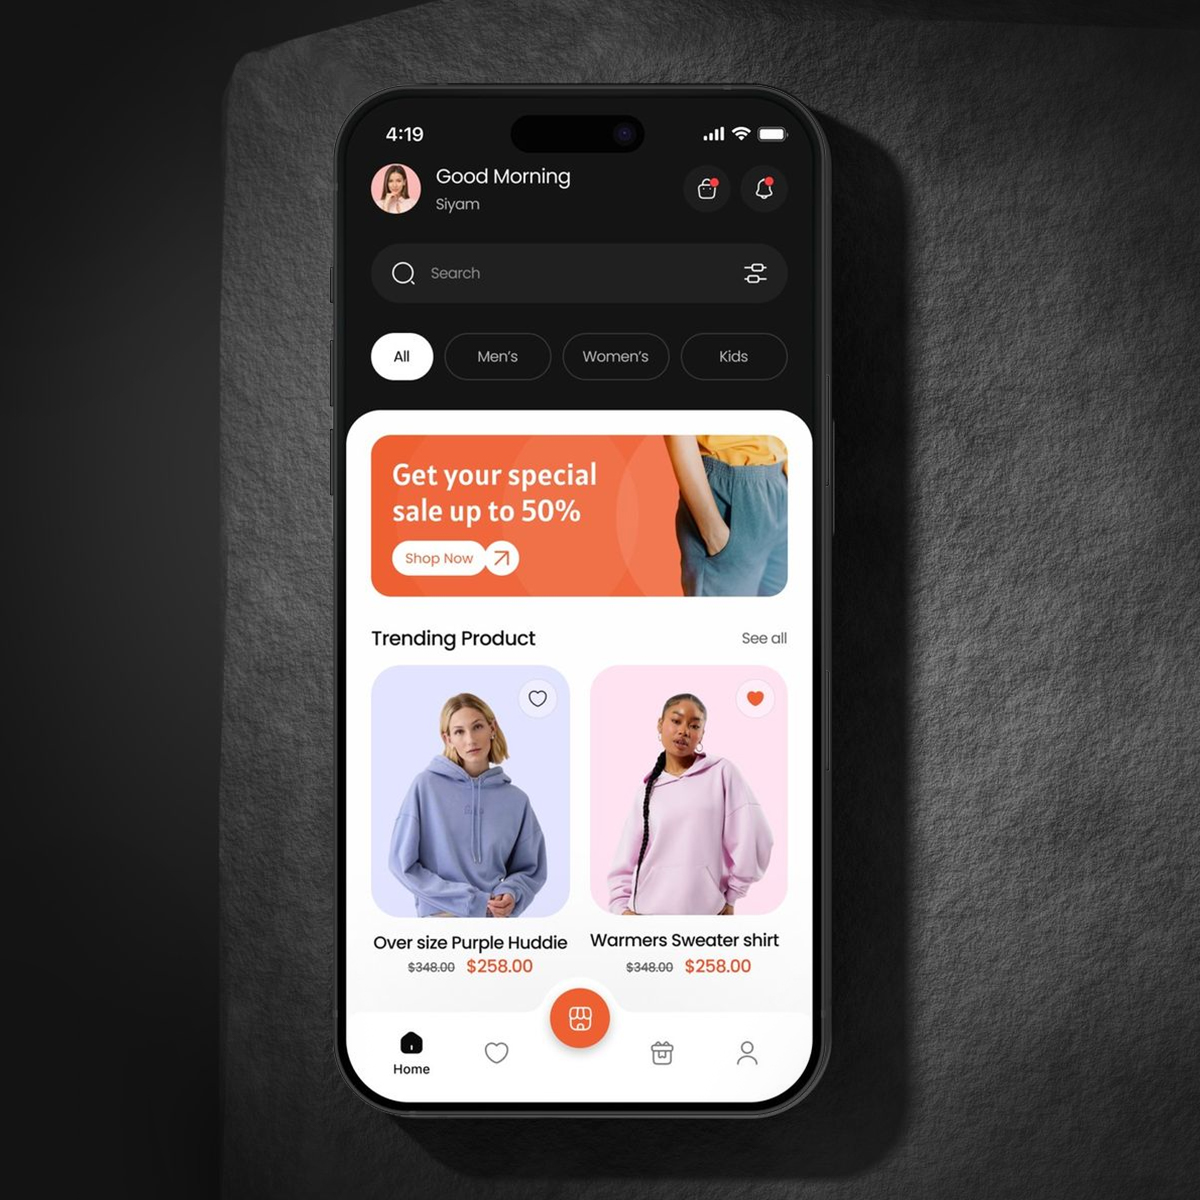 4:19
Good Morning
Siyam
Search
All
Men's
Women's
Kids
Get your special
sale up to 50%
Shop Now
Trending Product
See all
Over size Purple Huddie
$348.00 $258.00
Warmers Sweater shirt
$348.00 $258.00
Home